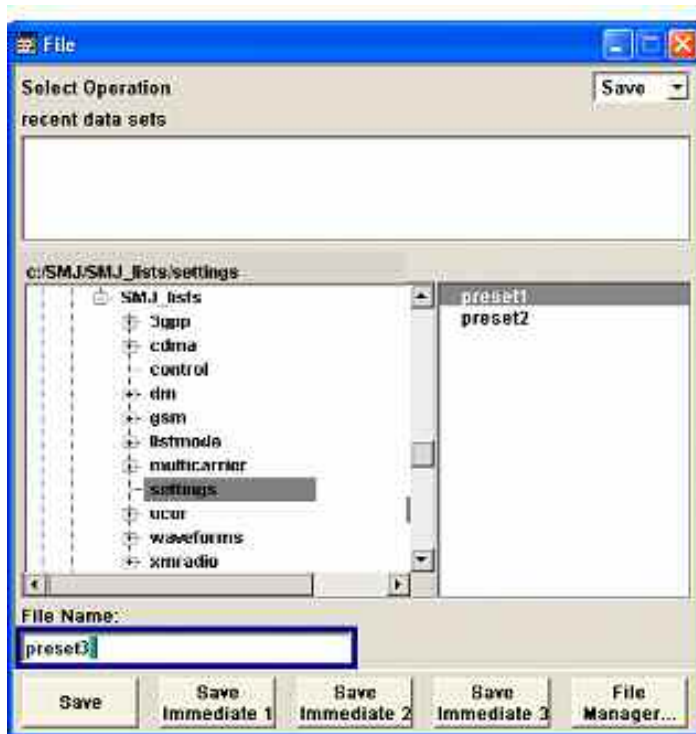 File
Select Operation
Save
recent data sets
c:/SMJ/SMJ_lists/settings
SMJ_lists
3gpp
cdma
control
dm
gsm
listmode
multicarrier
settings
ucor
waveforms
xmradio
preset1
preset2
File Name:
preset3
Save
Save Immediate 1
Save Immediate 2
Save Immediate 3
File Manager...